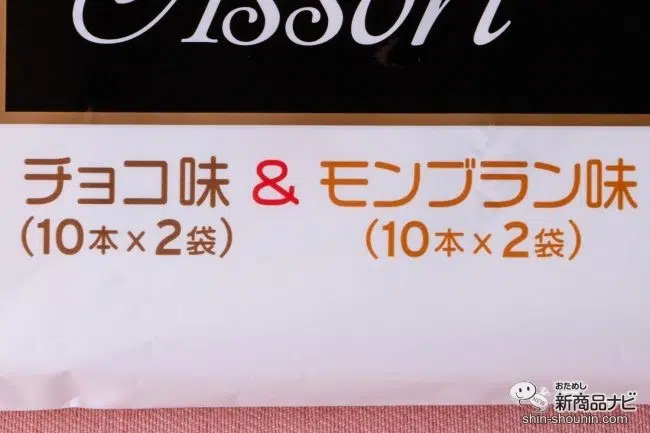 Assort
チョコ味 & モンブラン味
(10本×2袋) (10本×2袋)
おためし
新商品ナビ
shin-shouhin.com